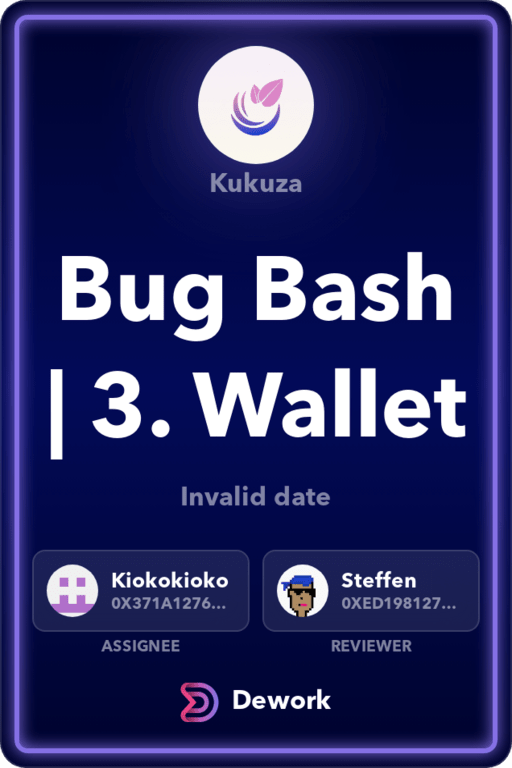 Kukuza
Bug Bash
| 3. Wallet
Invalid date
Kiokokioko
0X371A1276...
ASSIGNEE
Steffen
0XED198127...
REVIEWER
Dework